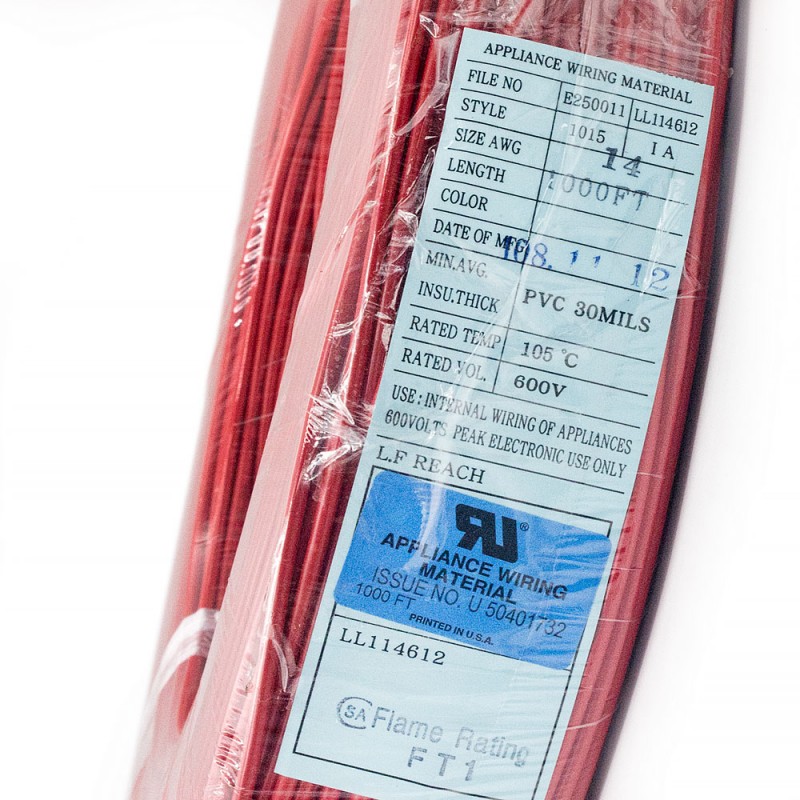 APPLIANCE WIRING MATERIAL
FILE NO E250011 LL114612
STYLE 1015 I A
SIZE AWG 14
LENGTH 1000FT
COLOR
DATE OF MFG. 108. 11 12
MIN.AVG.
INSU.THICK PVC 30MILS
RATED TEMP 105 °C
RATED VOL. 600V
USE : INTERNAL WIRING OF APPLIANCES
600VOLTS PEAK ELECTRONIC USE ONLY
L.F REACH
RU®
APPLIANCE WIRING
MATERIAL
ISSUE NO. U 50401732
1000 FT
PRINTED IN U.S.A.
LL114612
CSA Flame Rating
FT1